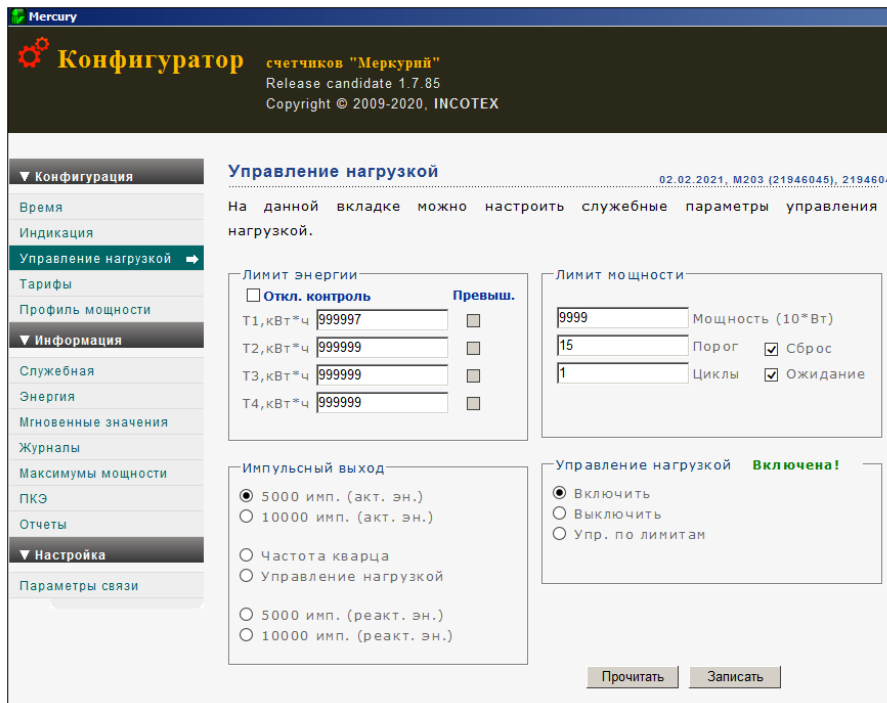 Mercury
Конфигуратор счетчиков "Меркурий"
Release candidate 1.7.85
Copyright © 2009-2020, INCOTEX
▼ Конфигурация
Время
Индикация
Управление нагрузкой
Тарифы
Профиль мощности
▼ Информация
Служебная
Энергия
Мгновенные значения
Журналы
Максимумы мощности
ПКЭ
Отчеты
▼ Настройка
Параметры связи
Управление нагрузкой
02.02.2021, М203 (21946045), 2194604
На данной вкладке можно настроить служебные параметры управления
нагрузкой.
Лимит энергии
Откл. контроль Превыш.
Т1,кВт*ч 999997
Т2,кВт*ч 999999
Т3,кВт*ч 999999
Т4,кВт*ч 999999
Лимит мощности
9999 Мощность (10*Вт)
15 Порог Сброс
1 Циклы Ожидание
Импульсный выход
5000 имп. (акт. эн.)
10000 имп. (акт. эн.)
Частота кварца
Управление нагрузкой
5000 имп. (реакт. эн.)
10000 имп. (реакт. эн.)
Управление нагрузкой Включена!
Включить
Выключить
Упр. по лимитам
Прочитать Записать